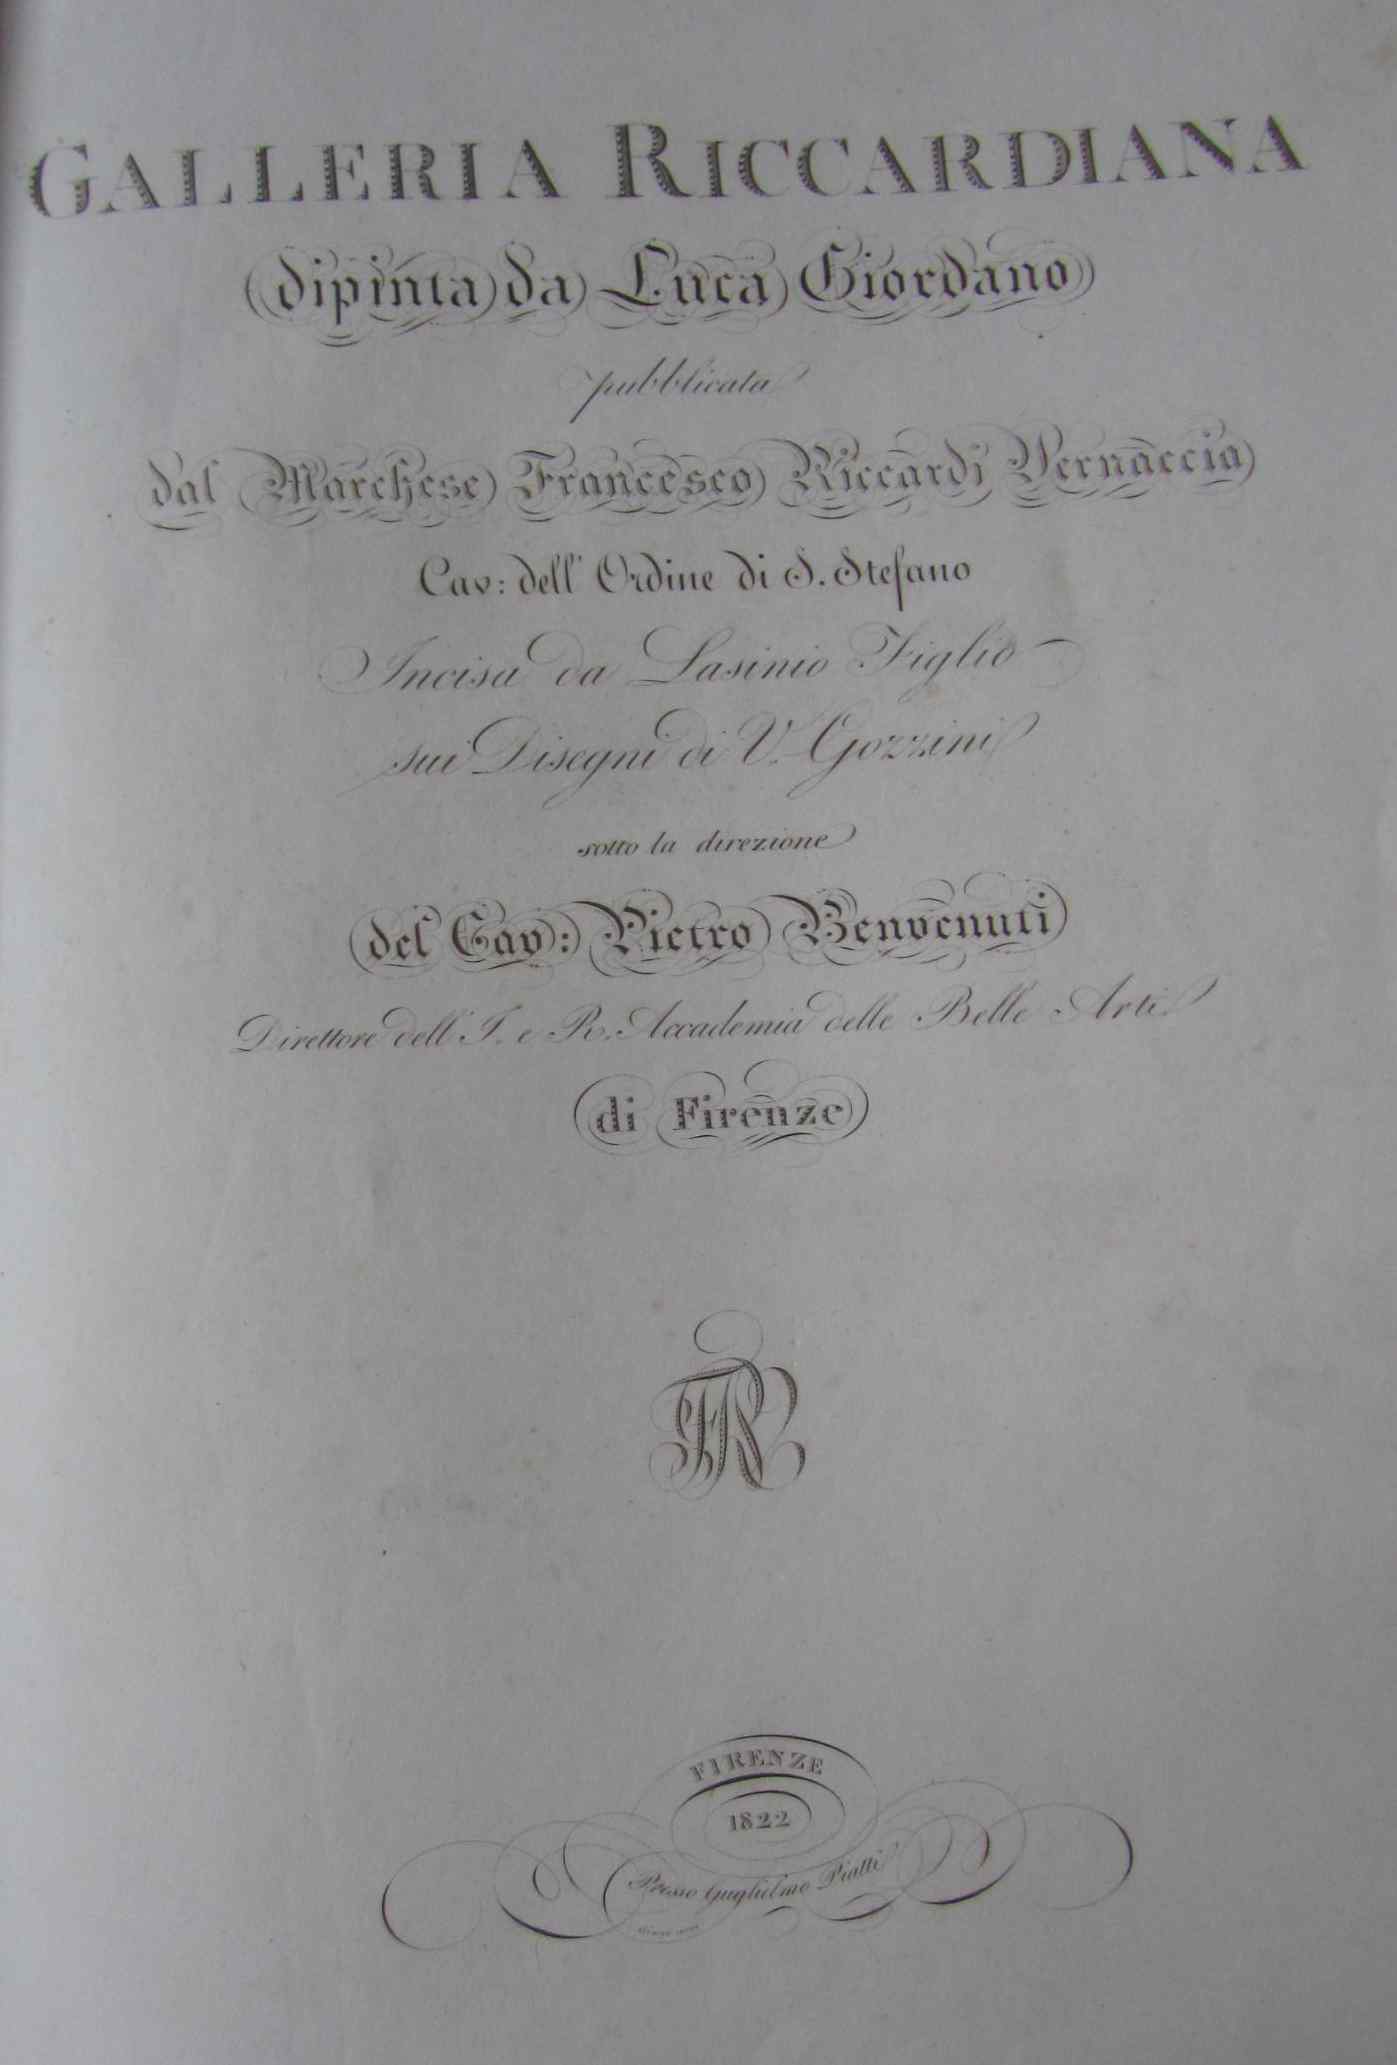 GALLERIA RICCARDIANA
dipinta da Luca Giordano
pubblicata
dal Marchese Francesco Riccardi Vernaccia
Cav: dell' Ordine di S. Stefano
Incisa da Lasinio Figlio
sui Disegni di V. Gozzini
sotto la direzione
del Cav: Pietro Benvenuti
Direttore dell' I. e R. Accademia delle Belle Arti
di Firenze
FR
FIRENZE
1822
Presso Guglielmo Piatti